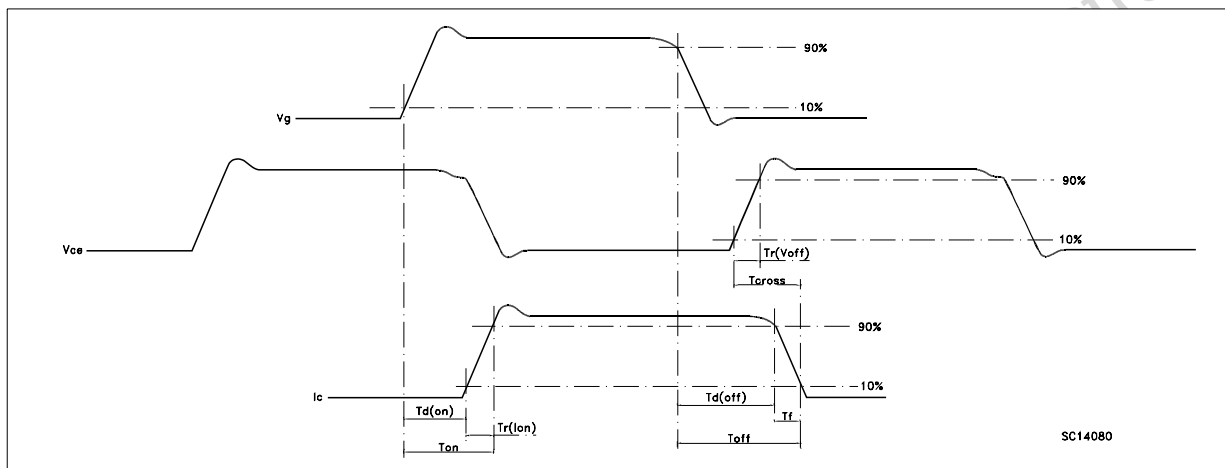 90%
10%
Vg
90%
Vce
10%
Tr(Voff)
Tcross
90%
10%
Ic
Td(on)
Td(off)
Tf
Tr(Ion)
Ton
Toff
SC14080